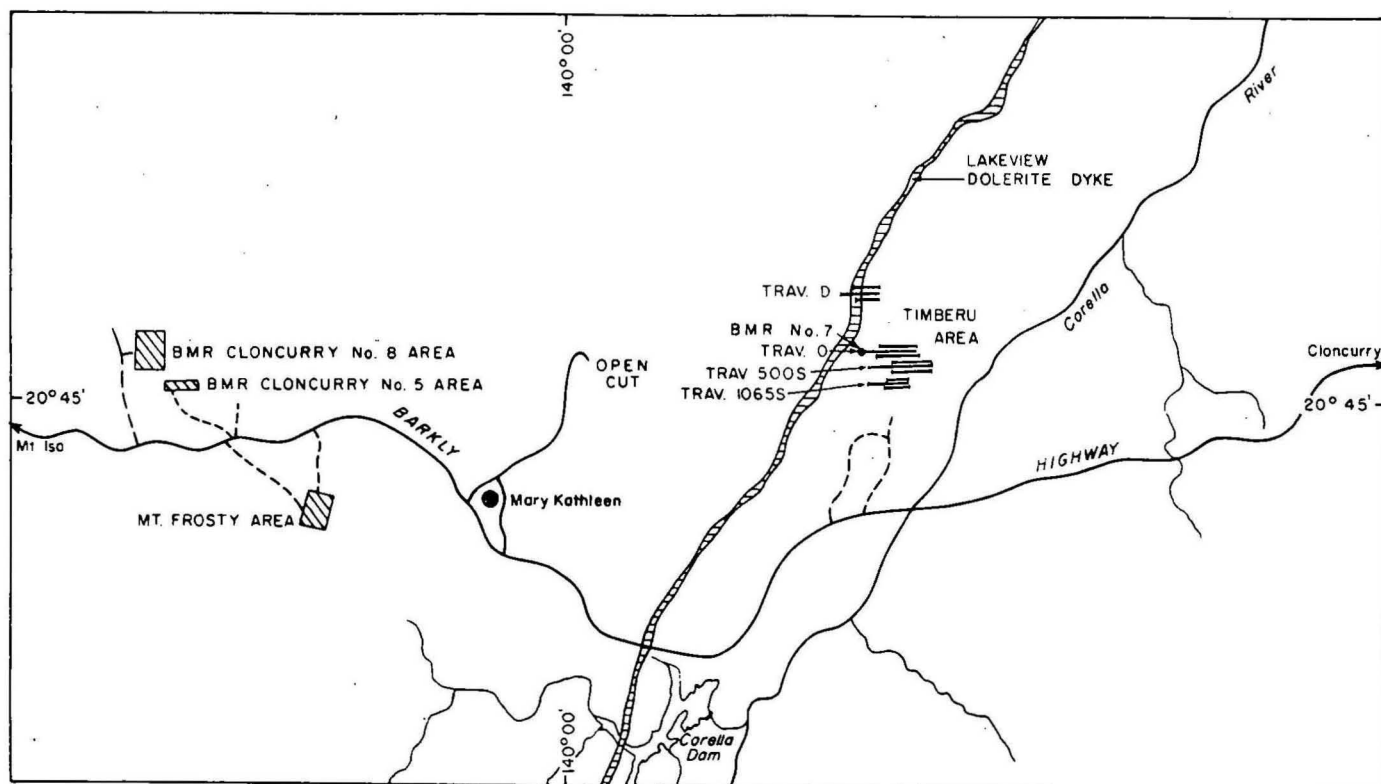 140° 00'
River
LAKEVIEW
DOLERITE DYKE
TRAV. D
TIMBERU
AREA
Corella
BMR No. 7
TRAV. 0
TRAV 500S
TRAV. 1065S
Cloncurry
BMR CLONCURRY No. 8 AREA
BMR CLONCURRY No. 5 AREA
OPEN
CUT
20° 45'
20° 45'
Mt Isa
BARKLY
HIGHWAY
Mary Kathleen
MT. FROSTY AREA
140° 00'
Corella
Dam